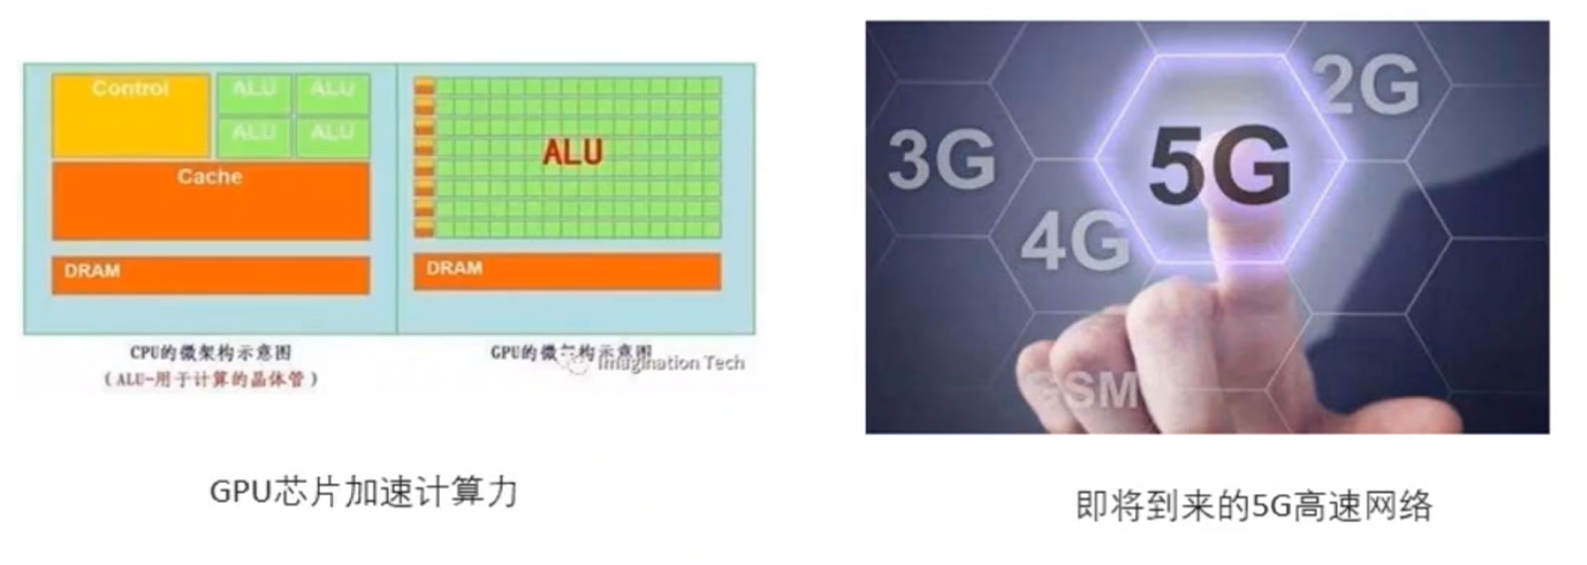 Control
ALU
ALU
ALU
ALU
Cache
DRAM
ALU
DRAM
CPU的微架构示意图
(ALU-用于计算的晶体管)
GPU的微架构示意图
Imagination Tech
GPU芯片加速计算力
2G
3G
5G
4G
GSM
即将到来的5G高速网络